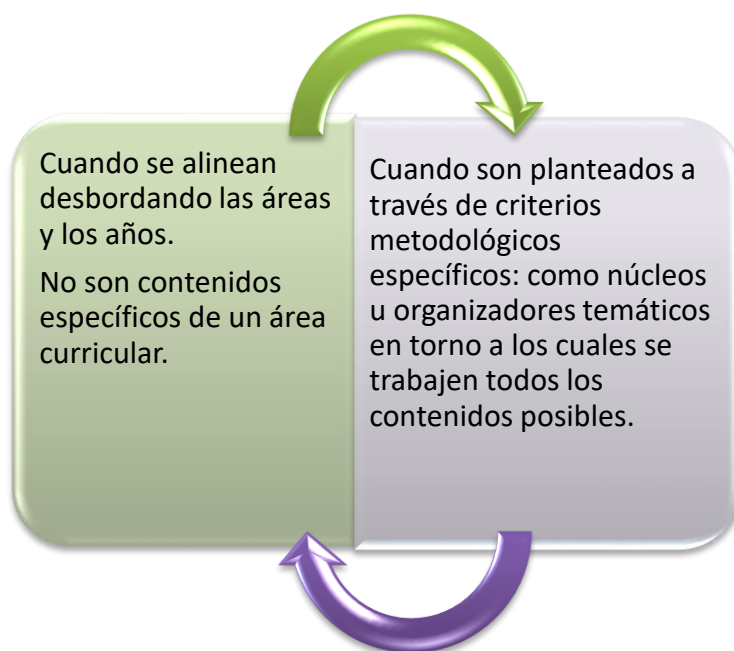 Cuando se alinean
desbordando las áreas
y los años.
No son contenidos
específicos de un área
curricular.
Cuando son planteados a
través de criterios
metodológicos
específicos: como núcleos
u organizadores temáticos
en torno a los cuales se
trabajen todos los
contenidos posibles.